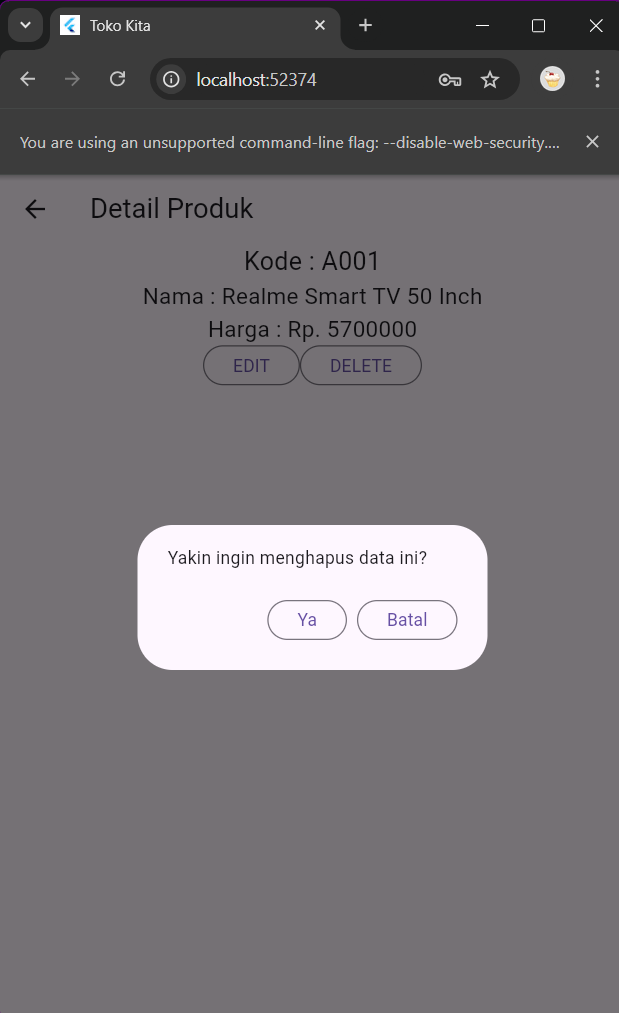 Toko Kita
localhost:52374
You are using an unsupported command-line flag: --disable-web-security....
Detail Produk
Kode : A001
Nama : Realme Smart TV 50 Inch
Harga : Rp. 5700000
EDIT DELETE
Yakin ingin menghapus data ini?
Ya Batal